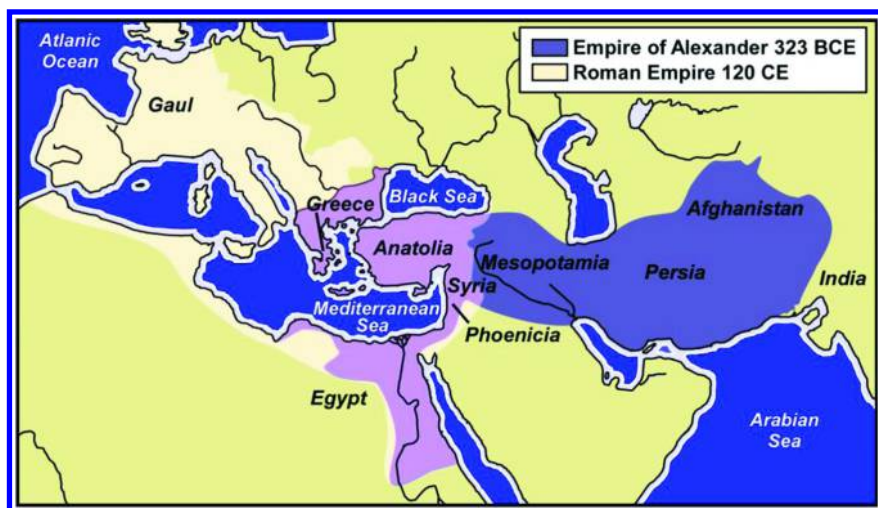 Atlanic
Ocean
Empire of Alexander 323 BCE
Roman Empire 120 CE
Gaul
Black Sea
Greece
Afghanistan
Anatolia
Mesopotamia
Persia
India
Syria
Mediterranean
Sea
Phoenicia
Egypt
Arabian
Sea